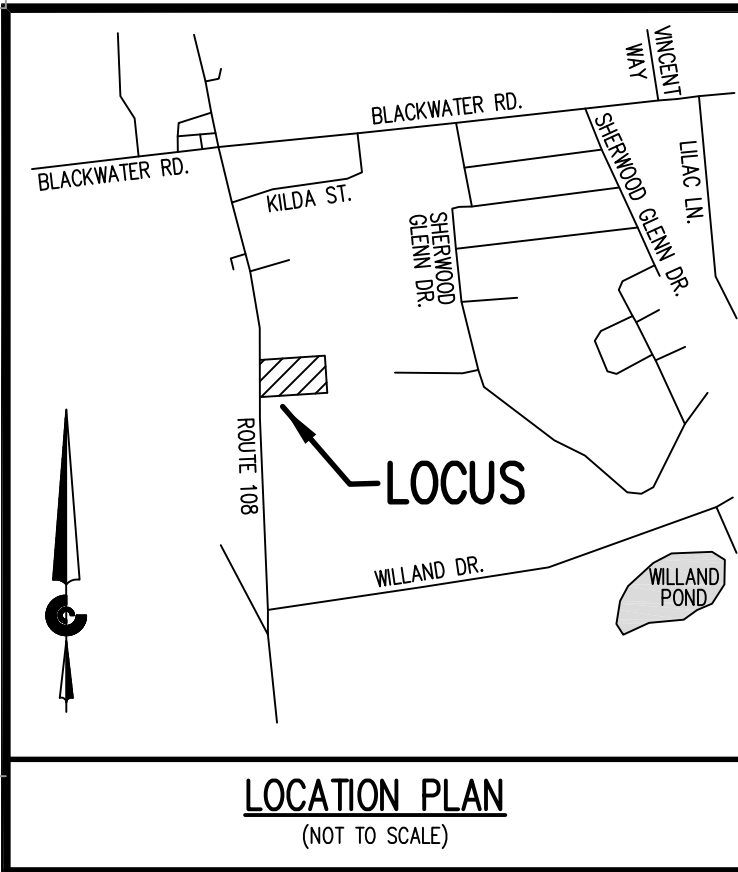 VINCENT
WAY
BLACKWATER RD.
BLACKWATER RD.
KILDA ST.
SHERWOOD GLENN DR.
LILAC LN.
SHERWOOD
GLENN DR.
ROUTE 108
LOCUS
WILLAND DR.
WILLAND
POND
LOCATION PLAN
(NOT TO SCALE)